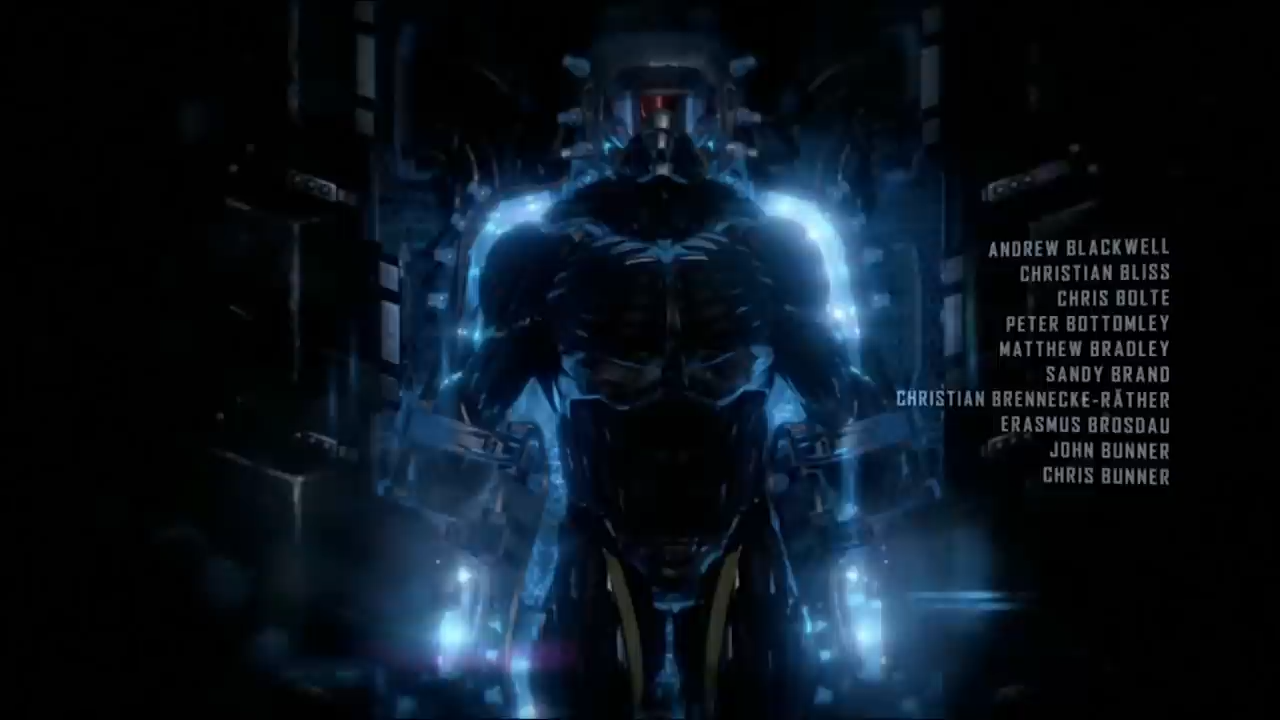 ANDREW BLACKWELL
CHRISTIAN BLISS
CHRIS BOLTE
PETER BOTTOMLEY
MATTHEW BRADLEY
SANDY BRAND
CHRISTIAN BRENNECKE-RÄTHER
ERASMUS BROSDAU
JOHN BUNNER
CHRIS BUNNER